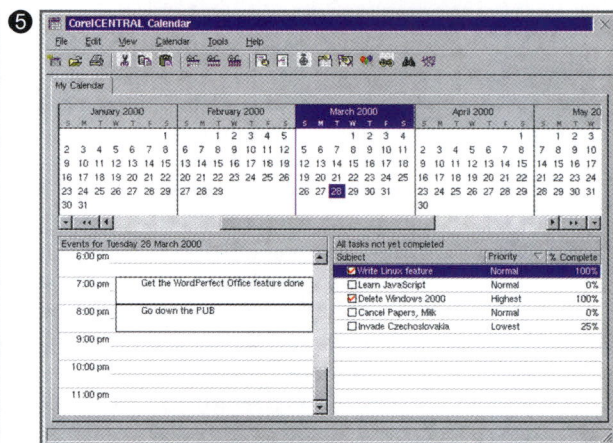 5
CorelCENTRAL Calendar
File Edit View Calendar Tools Help
My Calendar
January 2000 February 2000 March 2000 April 2000 May 20
S M T W T F S S M T W T F S S M T W T F S S M T W T F S S M T W
1 1 2 3 4 5 1 2 3 4 1 1 2 3
2 3 4 5 6 7 8 6 7 8 9 10 11 12 5 6 7 8 9 10 11 2 3 4 5 6 7 8 7 8 9 10
9 10 11 12 13 14 15 13 14 15 16 17 18 19 12 13 14 15 16 17 18 9 10 11 12 13 14 15 14 15 16 17
16 17 18 19 20 21 22 20 21 22 23 24 25 26 19 20 21 22 23 24 25 16 17 18 19 20 21 22 21 22 23 24
23 24 25 26 27 28 29 27 28 29 26 27 28 29 30 31 23 24 25 26 27 28 29 28 29 30 31
30 31 30
Events for Tuesday 28 March 2000
6:00 pm
7:00 pm Get the WordPerfect Office feature done
8:00 pm Go down the PUB
9:00 pm
10:00 pm
11:00 pm
All tasks not yet completed
Subject Priority % Complete
Write Linux feature Normal 100%
Learn JavaScript Normal 0%
Delete Windows 2000 Highest 100%
Cancel Papers, Milk Normal 0%
Invade Czechoslovakia Lowest 25%